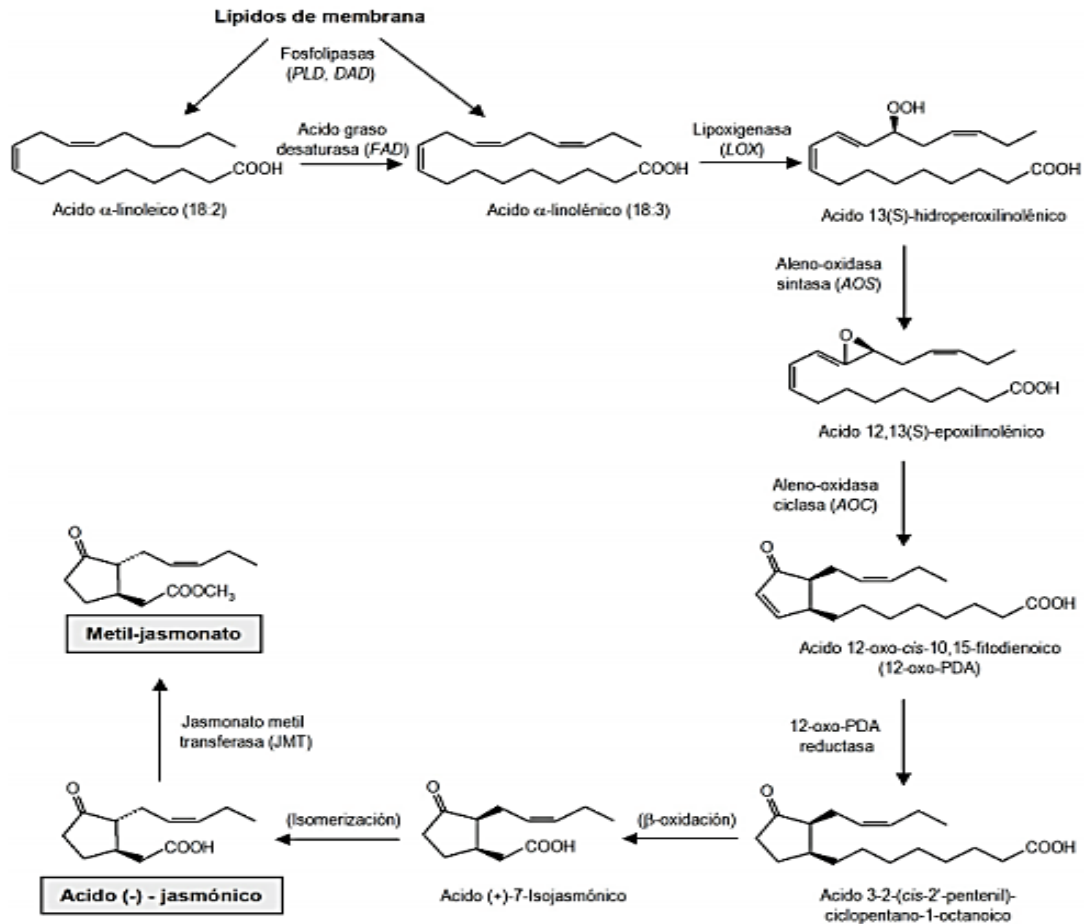 Lípidos de membrana
Fosfolipasas
(PLD, DAD)
COOH
Acido α-linoleico (18:2)
Acido graso
desaturasa (FAD)
COOH
Acido α-linolénico (18:3)
Lipoxigenasa
(LOX)
OOH
COOH
Acido 13(S)-hidroperoxilinolénico
Aleno-oxidasa
sintasa (AOS)
O
COOH
Acido 12,13(S)-epoxilinolénico
Aleno-oxidasa
ciclasa (AOC)
O
COOH
Acido 12-oxo-cis-10,15-fitodienoico
(12-oxo-PDA)
12-oxo-PDA
reductasa
O
COOH
Acido 3-2-(cis-2'-pentenil)-
ciclopentano-1-octanoico
(β-oxidación)
O
COOH
Acido (+)-7-Isojasmónico
(Isomerización)
O
COOH
Acido (-) - jasmónico
Jasmonato metil
transferasa (JMT)
O
COOCH3
Metil-jasmonato